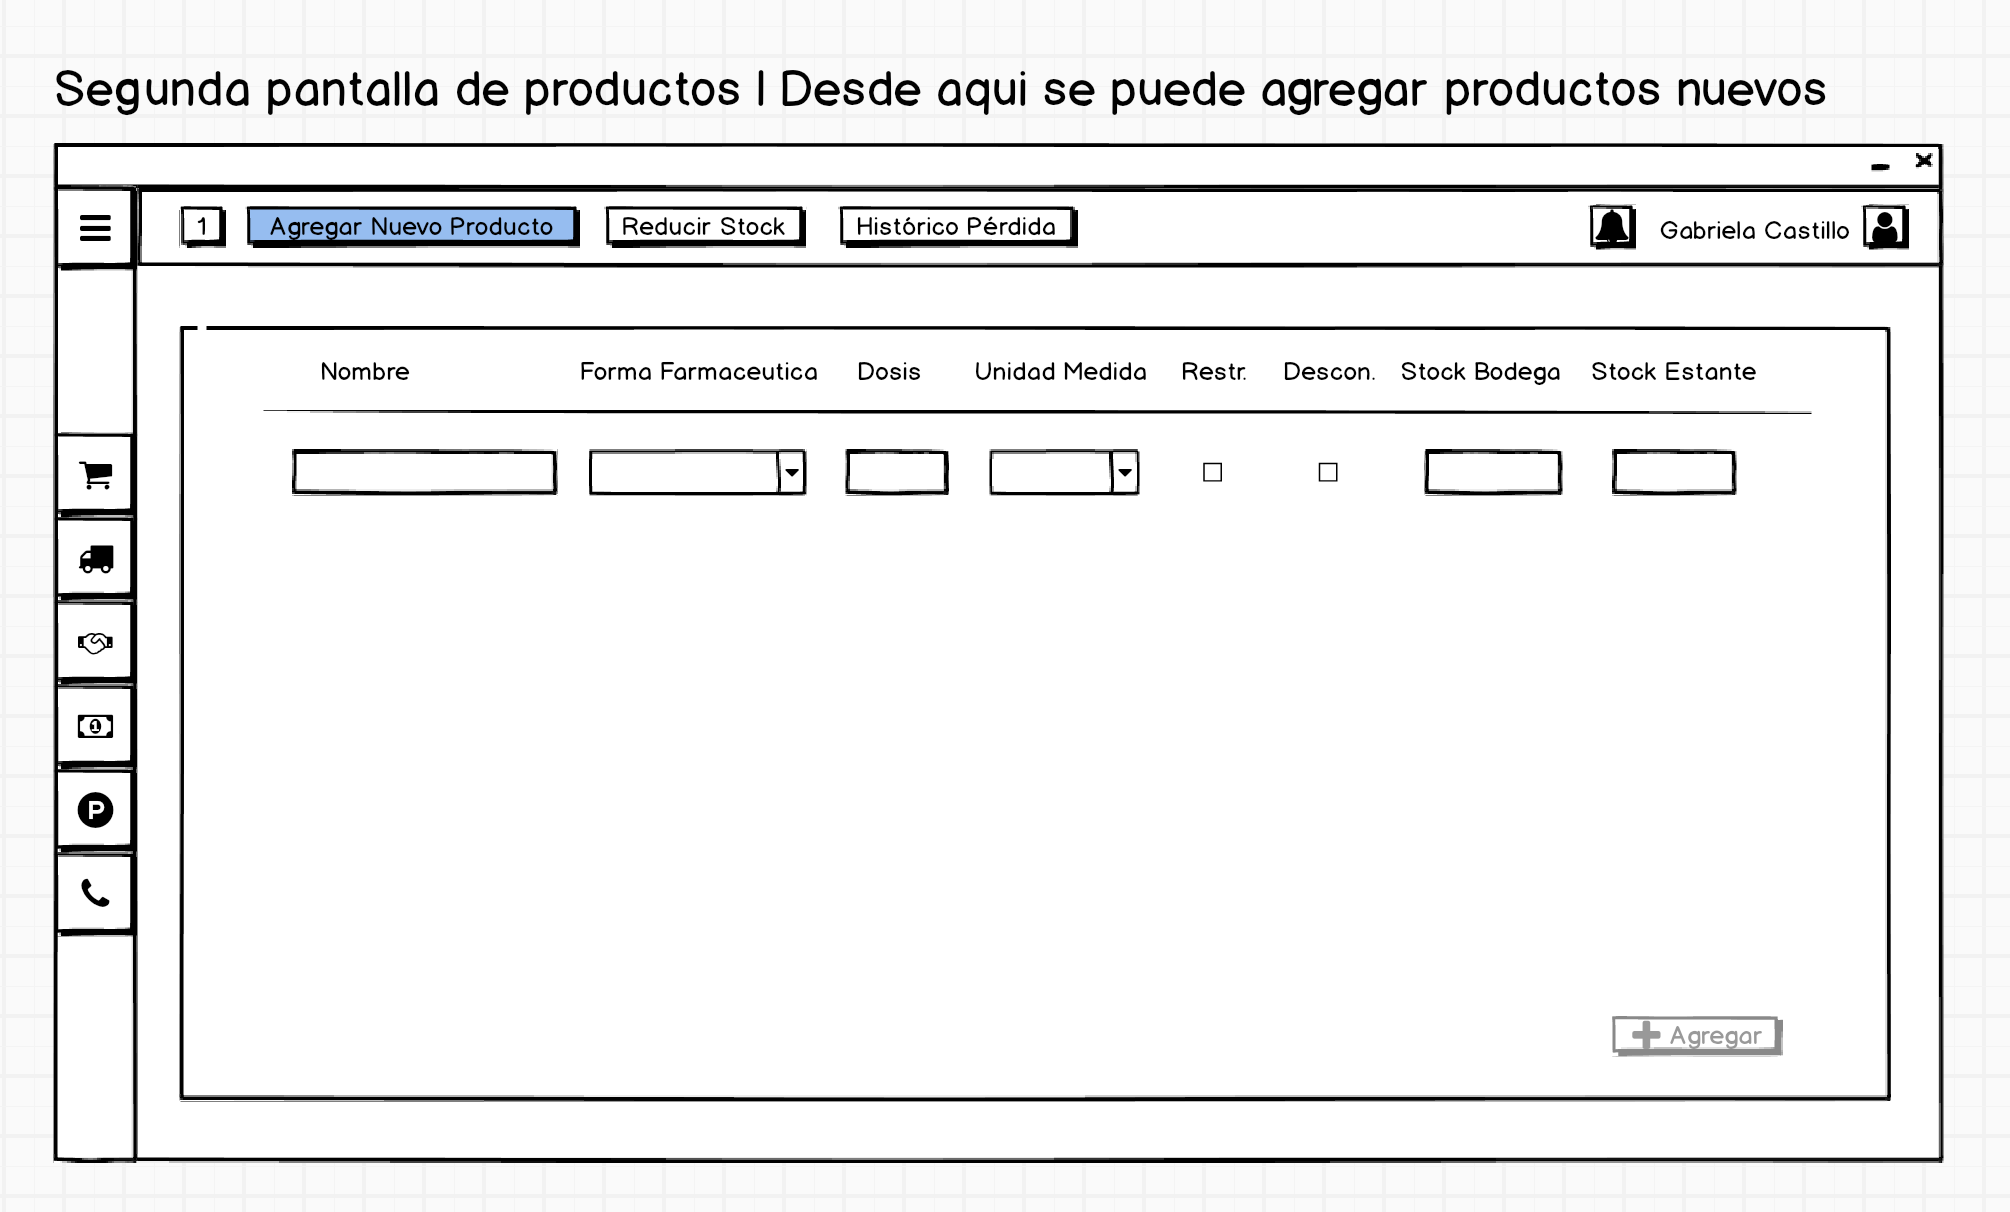 Segunda pantalla de productos | Desde aqui se puede agregar productos nuevos
1 Agregar Nuevo Producto Reducir Stock Histórico Pérdida Gabriela Castillo
Nombre Forma Farmaceutica Dosis Unidad Medida Restr. Descon. Stock Bodega Stock Estante
P
Agregar